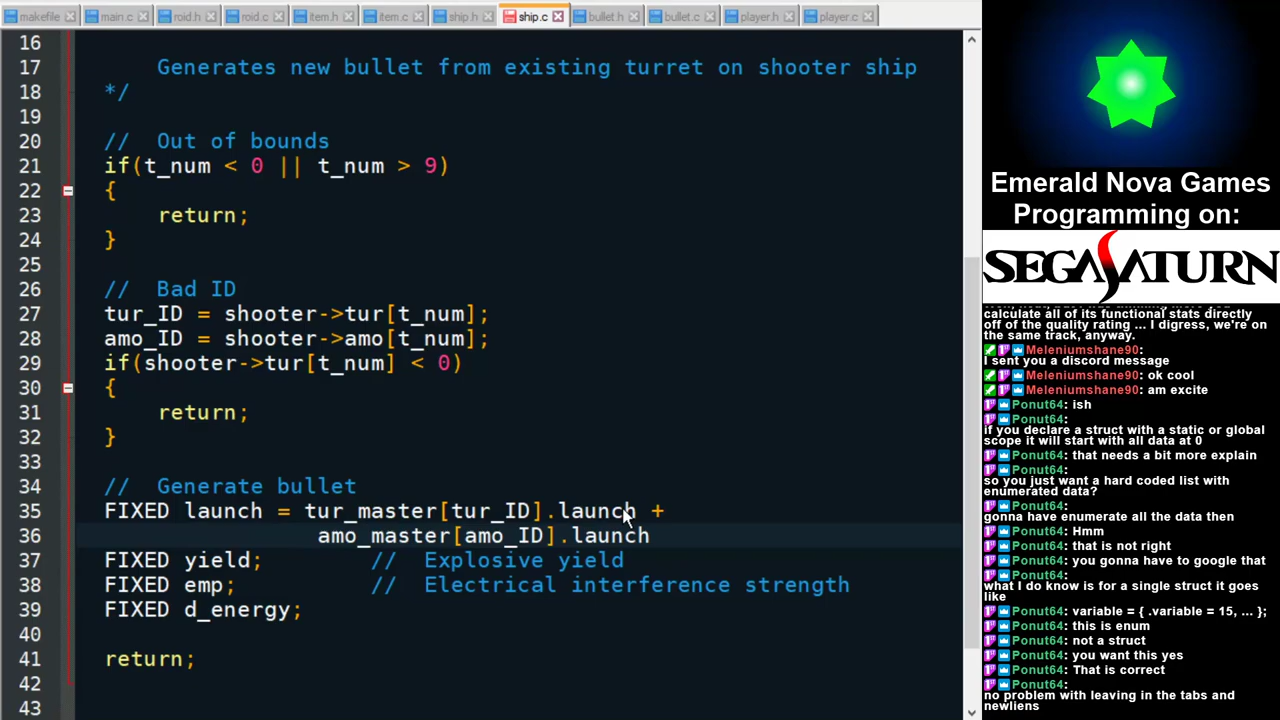 makefile main.c roid.h roid.c item.h item.c ship.h ship.c bullet.h bullet.c player.h player.c
16
17 Generates new bullet from existing turret on shooter ship
18 */
19
20 // Out of bounds
21 if(t_num < 0 || t_num > 9)
22 {
23 return;
24 }
25
26 // Bad ID
27 tur_ID = shooter->tur[t_num];
28 amo_ID = shooter->amo[t_num];
29 if(shooter->tur[t_num] < 0)
30 {
31 return;
32 }
33
34 // Generate bullet
35 FIXED launch = tur_master[tur_ID].launch +
36 amo_master[amo_ID].launch
37 FIXED yield; // Explosive yield
38 FIXED emp; // Electrical interference strength
39 FIXED d_energy;
40
41 return;
42
43
Emerald Nova Games
Programming on:
SEGASATURN
calculate all of its functional stats directly
off of the quality rating ... I digress, we're on
the same track, anyway.
Meleniumshane90:
I sent you a discord message
Meleniumshane90: ok cool
Meleniumshane90: am excite
Ponut64: ish
Ponut64:
if you declare a struct with a static or global
scope it will start with all data at 0
Ponut64: that needs a bit more explain
Ponut64:
so you just want a hard coded list with
enumerated data?
Ponut64:
gonna have enumerate all the data then
Ponut64: Hmm
Ponut64: that is not right
Ponut64: you gonna have to google that
Ponut64:
what I do know is for a single struct it goes
like
Ponut64: variable = { .variable = 15, ... };
Ponut64: this is enum
Ponut64: not a struct
Ponut64: you want this yes
Ponut64: That is correct
Ponut64:
no problem with leaving in the tabs and
newliens